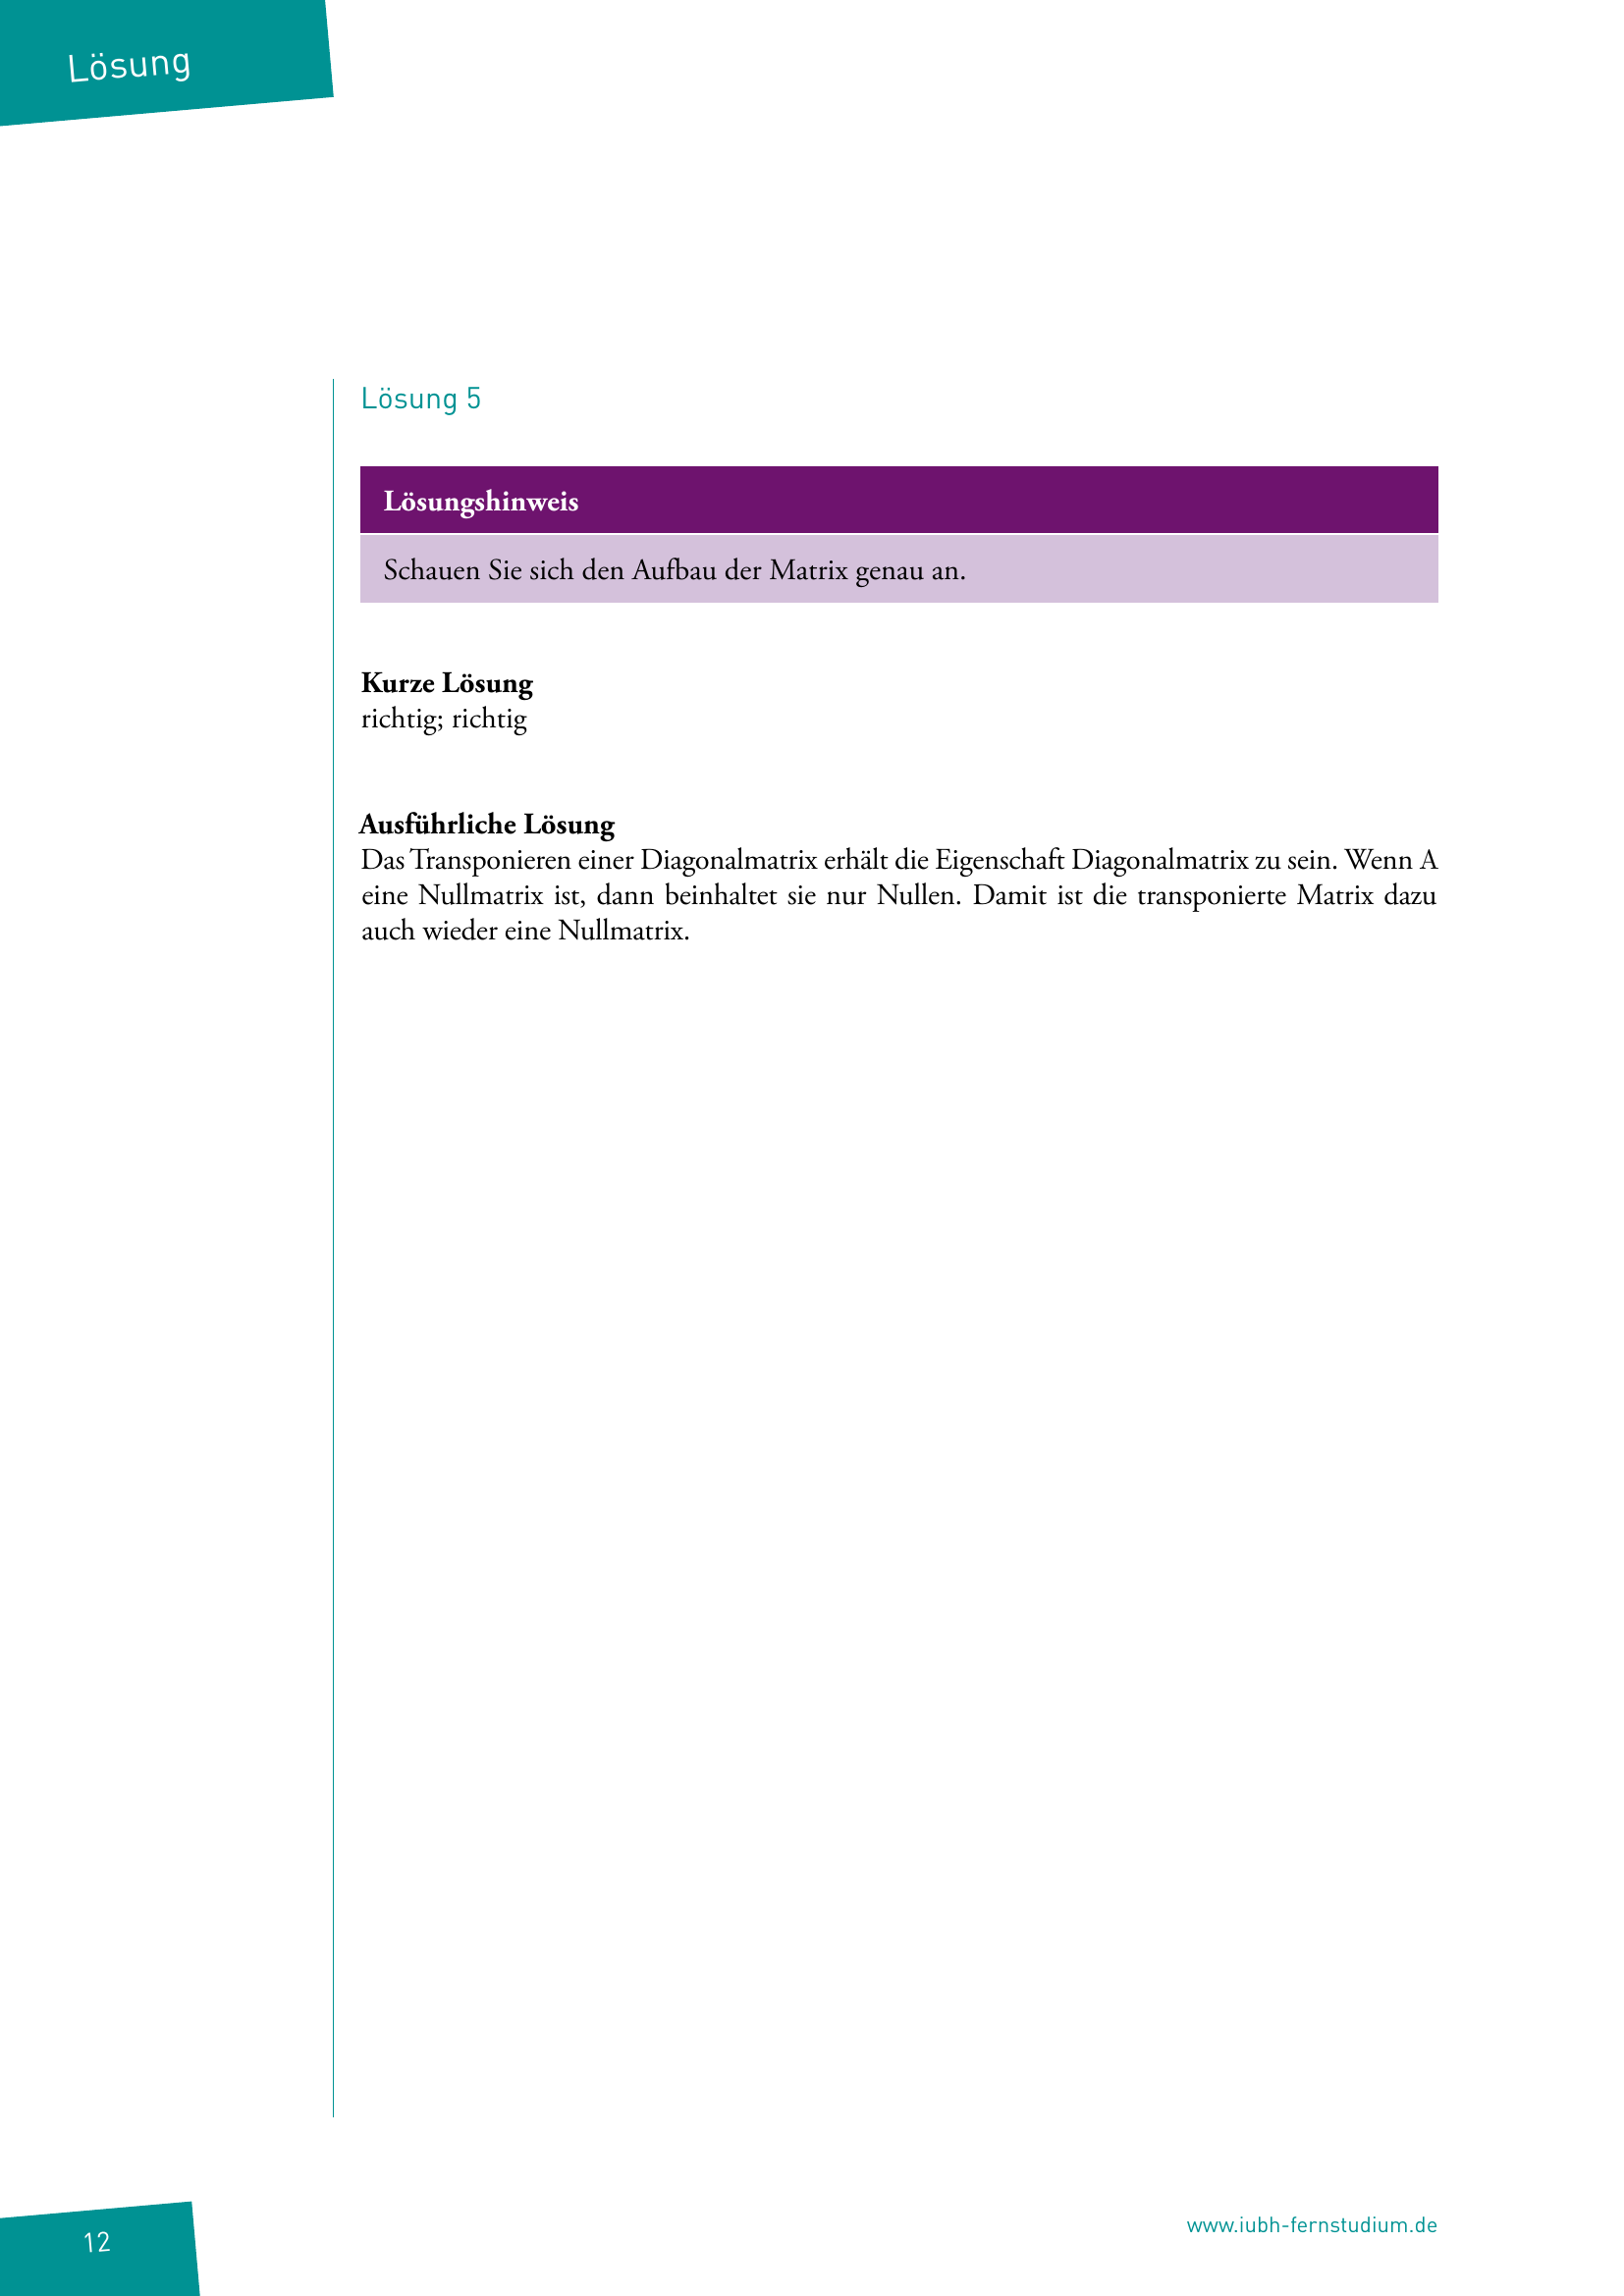 Lösung
Lösung 5
Lösungshinweis
Schauen Sie sich den Aufbau der Matrix genau an.
Kurze Lösung
richtig; richtig
Ausführliche Lösung
Das Transponieren einer Diagonalmatrix erhält die Eigenschaft Diagonalmatrix zu sein. Wenn A
eine Nullmatrix ist, dann beinhaltet sie nur Nullen. Damit ist die transponierte Matrix dazu
auch wieder eine Nullmatrix.
12
www.iubh-fernstudium.de